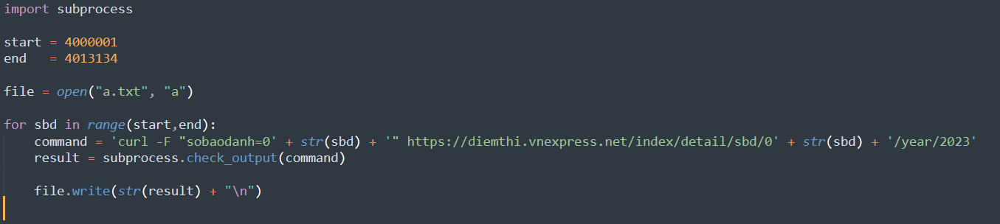 import subprocess
start = 4000001
end   = 4013134
file = open("a.txt", "a")
for sbd in range(start,end):
    command = 'curl -F "sobaodanh=0' + str(sbd) + '" https://diemthi.vnexpress.net/index/detail/sbd/0' + str(sbd) + '/year/2023'
    result = subprocess.check_output(command)
    file.write(str(result) + "\n")